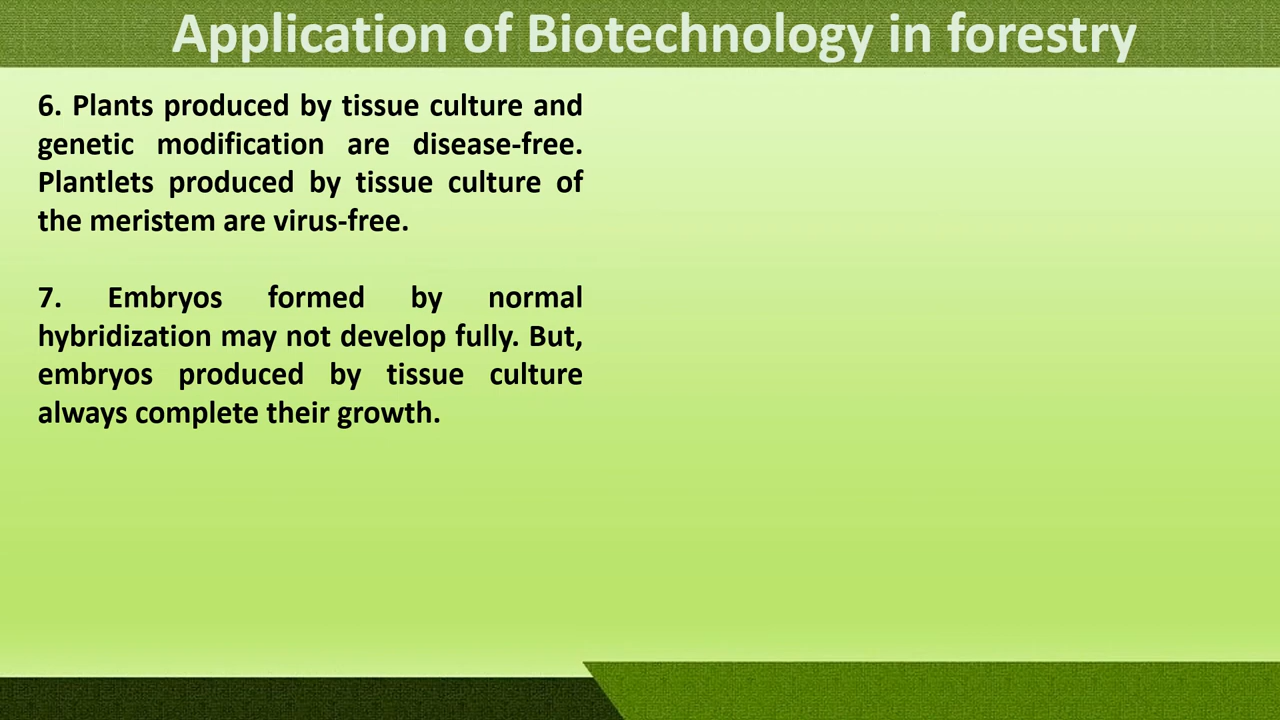 Application of Biotechnology in forestry
6. Plants produced by tissue culture and
genetic modification are disease-free.
Plantlets produced by tissue culture of
the meristem are virus-free.
7. Embryos formed by normal
hybridization may not develop fully. But,
embryos produced by tissue culture
always complete their growth.